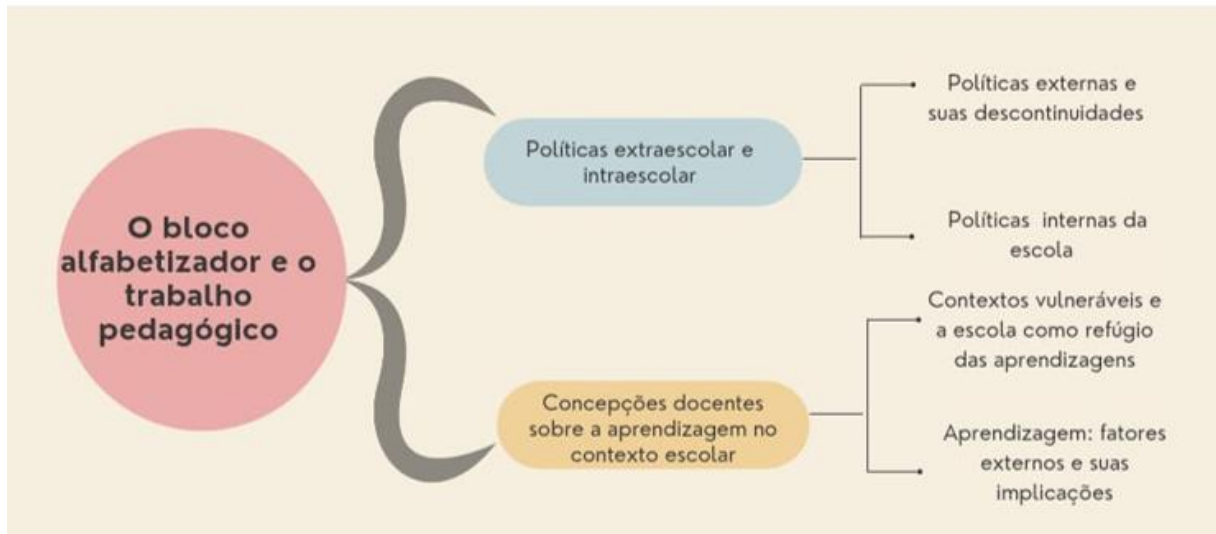 O bloco
alfabetizador e o
trabalho
pedagógico
Políticas extraescolar e
intraescolar
Políticas externas e
suas descontinuidades
Políticas internas da
escola
Concepções docentes
sobre a aprendizagem no
contexto escolar
Contextos vulneráveis e
a escola como refúgio
das aprendizagens
Aprendizagem: fatores
externos e suas
implicações